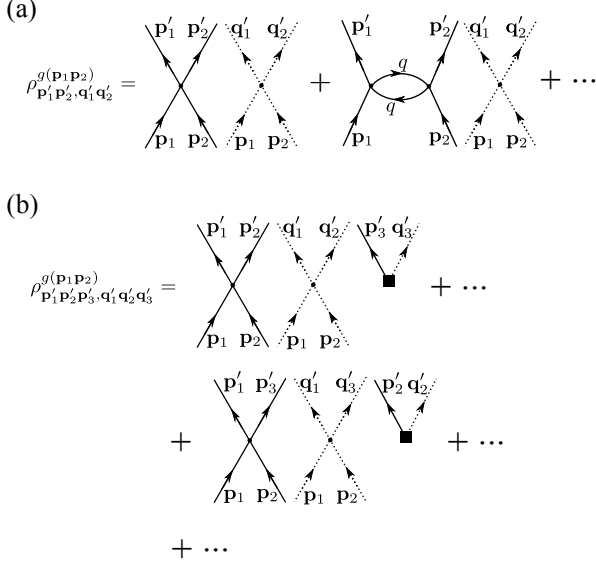 (a)
p′₁ p′₂ q′₁ q′₂ p′₁ p′₂ q′₁ q′₂
ρ^{g(p₁p₂)}_{p′₁p′₂,q′₁q′₂} = + q q + ···
p₁ p₂ p₁ p₂ p₁ p₂ p₁ p₂
(b)
p′₁ p′₂ q′₁ q′₂ p′₃ q′₃
ρ^{g(p₁p₂)}_{p′₁p′₂p′₃,q′₁q′₂q′₃} = + ···
p₁ p₂ p₁ p₂
p′₁ p′₃ q′₁ q′₃ p′₂ q′₂
+ + ···
p₁ p₂ p₁ p₂
+ ···